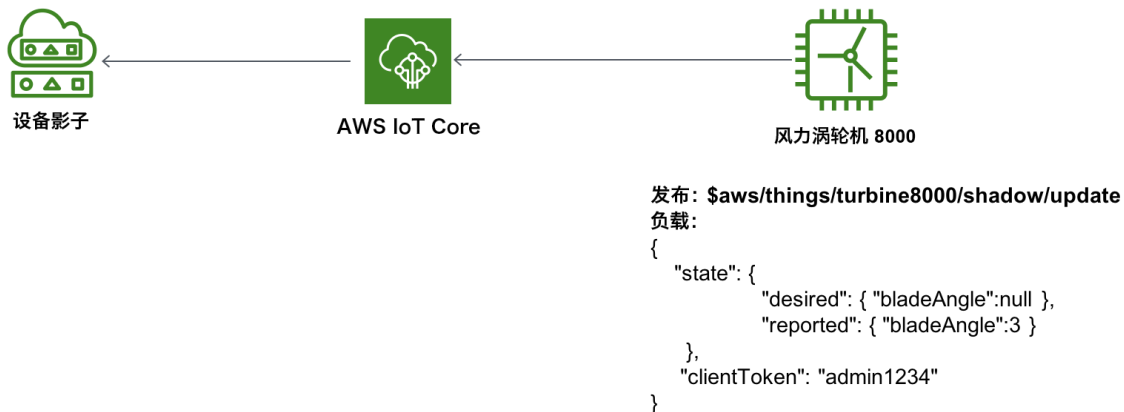 设备影子
AWS IoT Core
风力涡轮机 8000
发布：$aws/things/turbine8000/shadow/update
负载：
{
"state": {
"desired": { "bladeAngle":null },
"reported": { "bladeAngle":3 }
},
"clientToken": "admin1234"
}